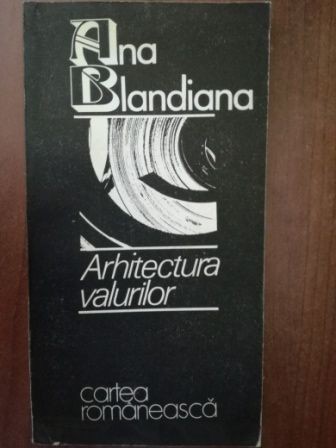 Ana
Blandiana
Arhitectura
valurilor
cartea
românească